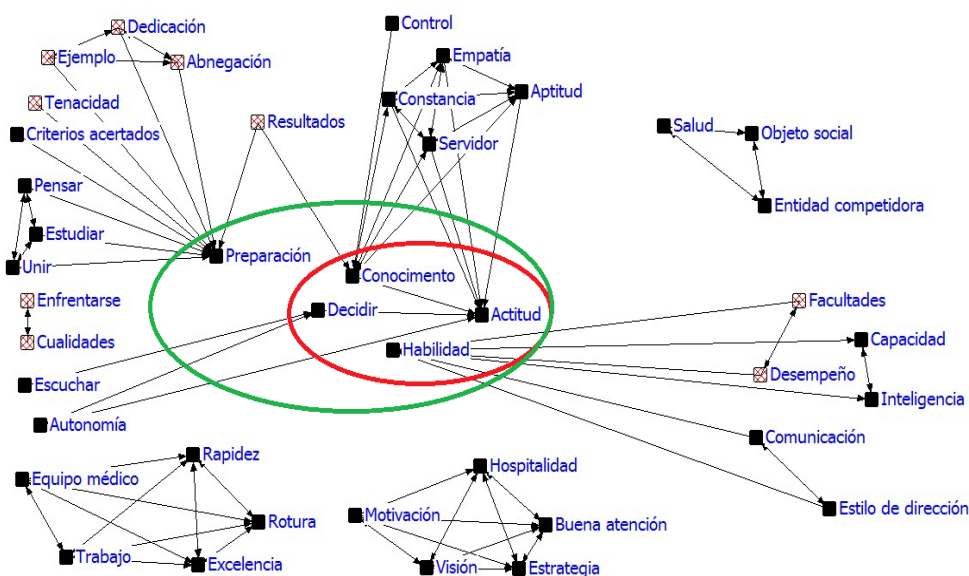 Dedicación
Control
Ejemplo
Abnegación
Empatía
Tenacidad
Constancia
Aptitud
Criterios acertados
Resultados
Servidor
Salud
Objeto social
Pensar
Entidad competidora
Estudiar
Unir
Preparación
Conocimento
Enfrentarse
Decidir
Actitud
Facultades
Cualidades
Habilidad
Capacidad
Escuchar
Desempeño
Inteligencia
Autonomía
Comunicación
Rapidez
Hospitalidad
Equipo médico
Estilo de dirección
Motivación
Rotura
Buena atención
Trabajo
Excelencia
Visión
Estrategia